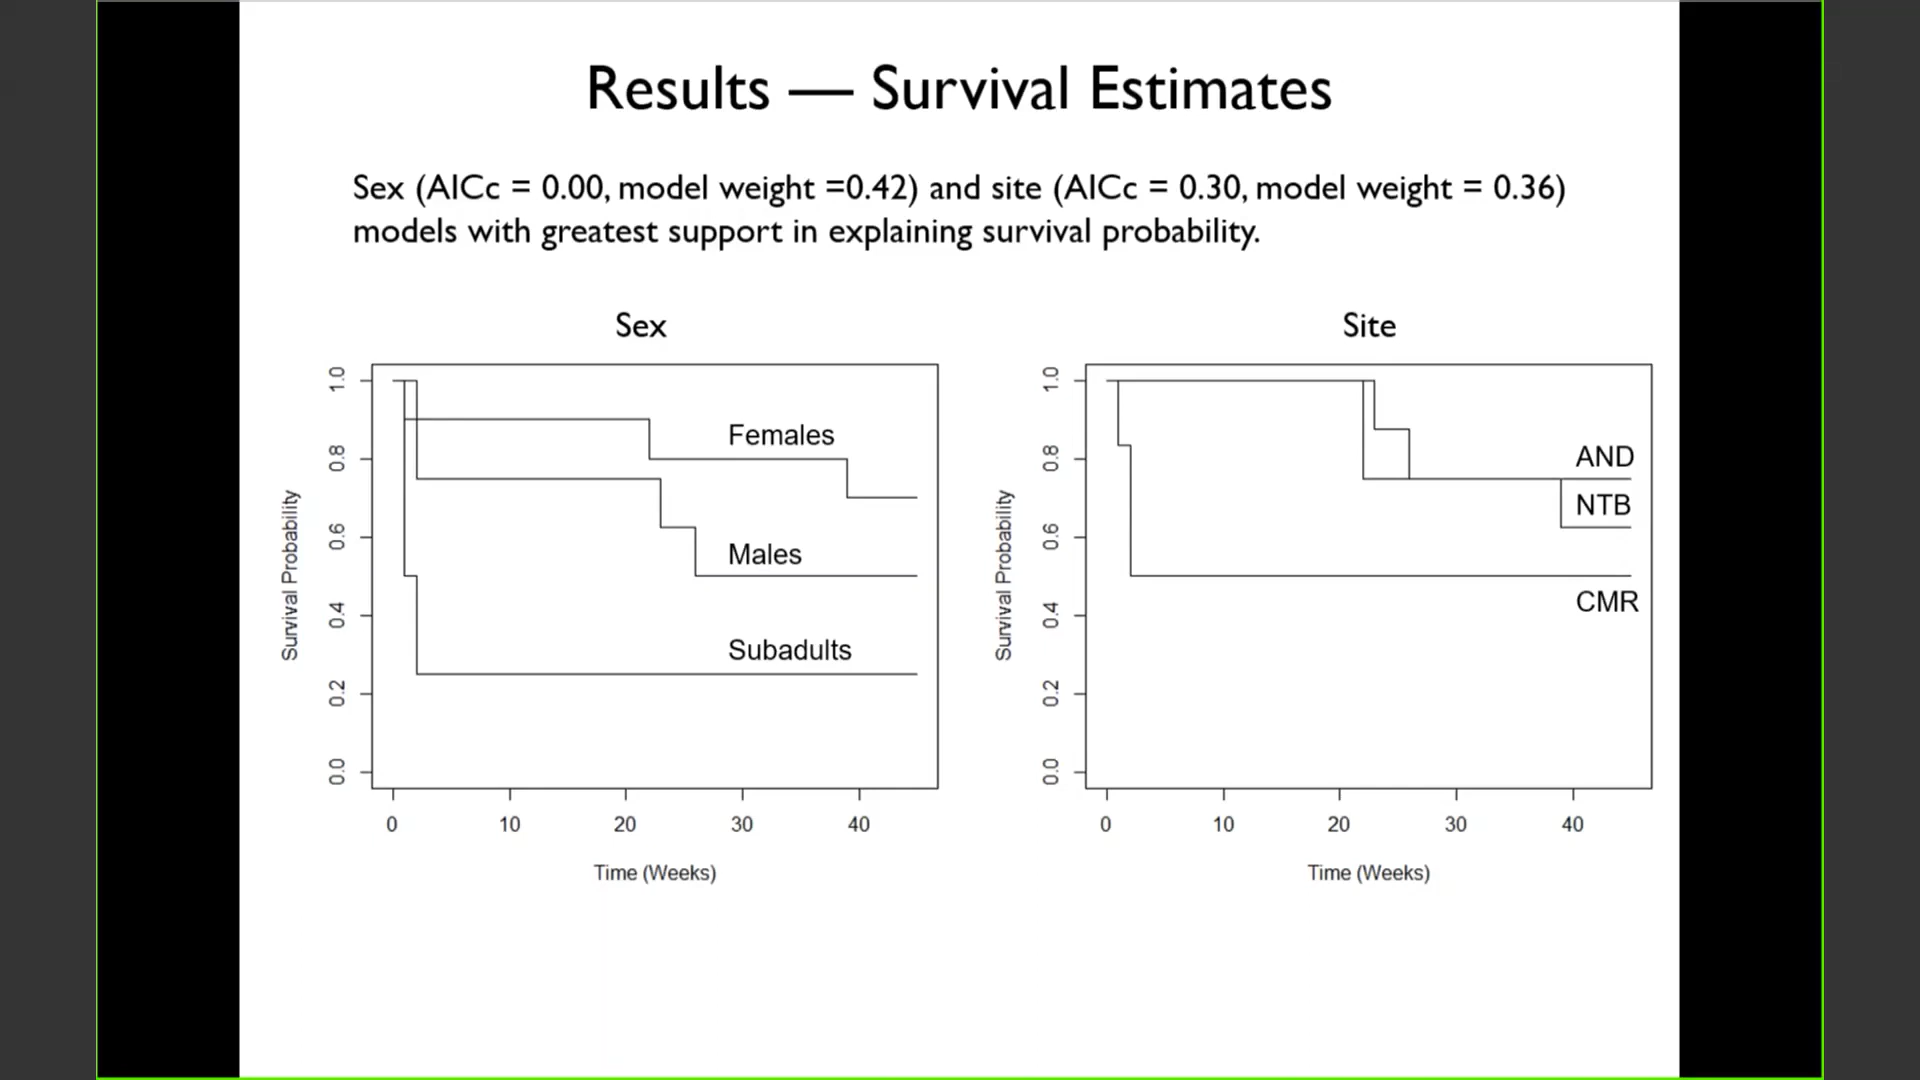 Results — Survival Estimates
Sex (AICc = 0.00, model weight =0.42) and site (AICc = 0.30, model weight = 0.36)
models with greatest support in explaining survival probability.
Sex
Survival Probability
1.0
0.8
0.6
0.4
0.2
0.0
Females
Males
Subadults
0 10 20 30 40
Time (Weeks)
Site
Survival Probability
1.0
0.8
0.6
0.4
0.2
0.0
AND
NTB
CMR
0 10 20 30 40
Time (Weeks)